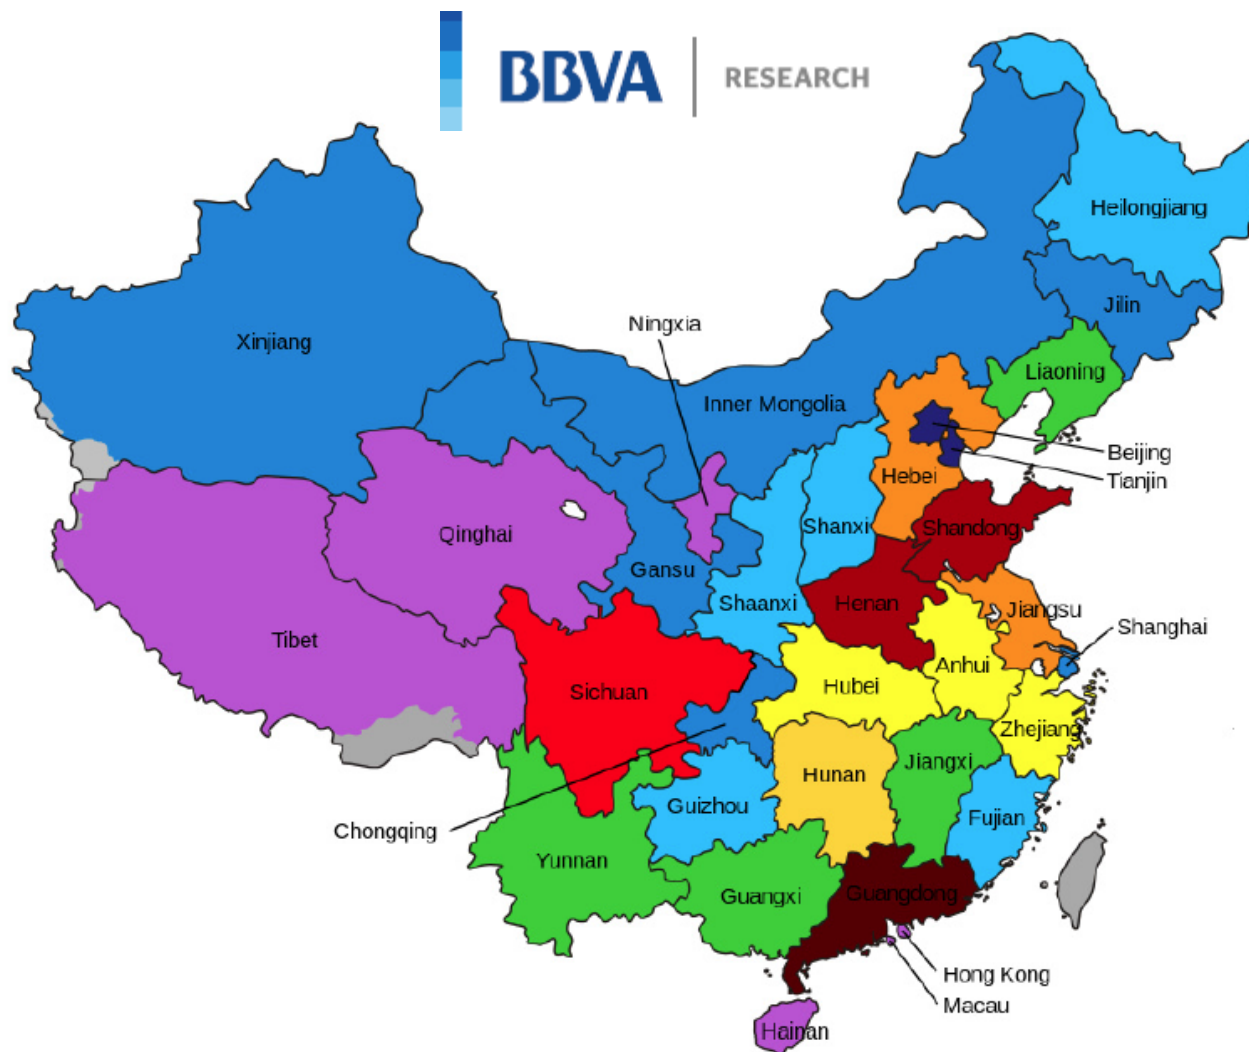 BBVA
RESEARCH
Heilongjiang
Jilin
Ningxia
Xinjiang
Liaoning
Inner Mongolia
Beijing
Hebei
Tianjin
Shanxi
Shandong
Qinghai
Gansu
Shaanxi
Henan
Jiangsu
Shanghai
Tibet
Anhui
Sichuan
Hubei
Zhejiang
Jiangxi
Hunan
Guizhou
Fujian
Chongqing
Yunnan
Guangxi
Guangdong
Hong Kong
Macau
Hainan